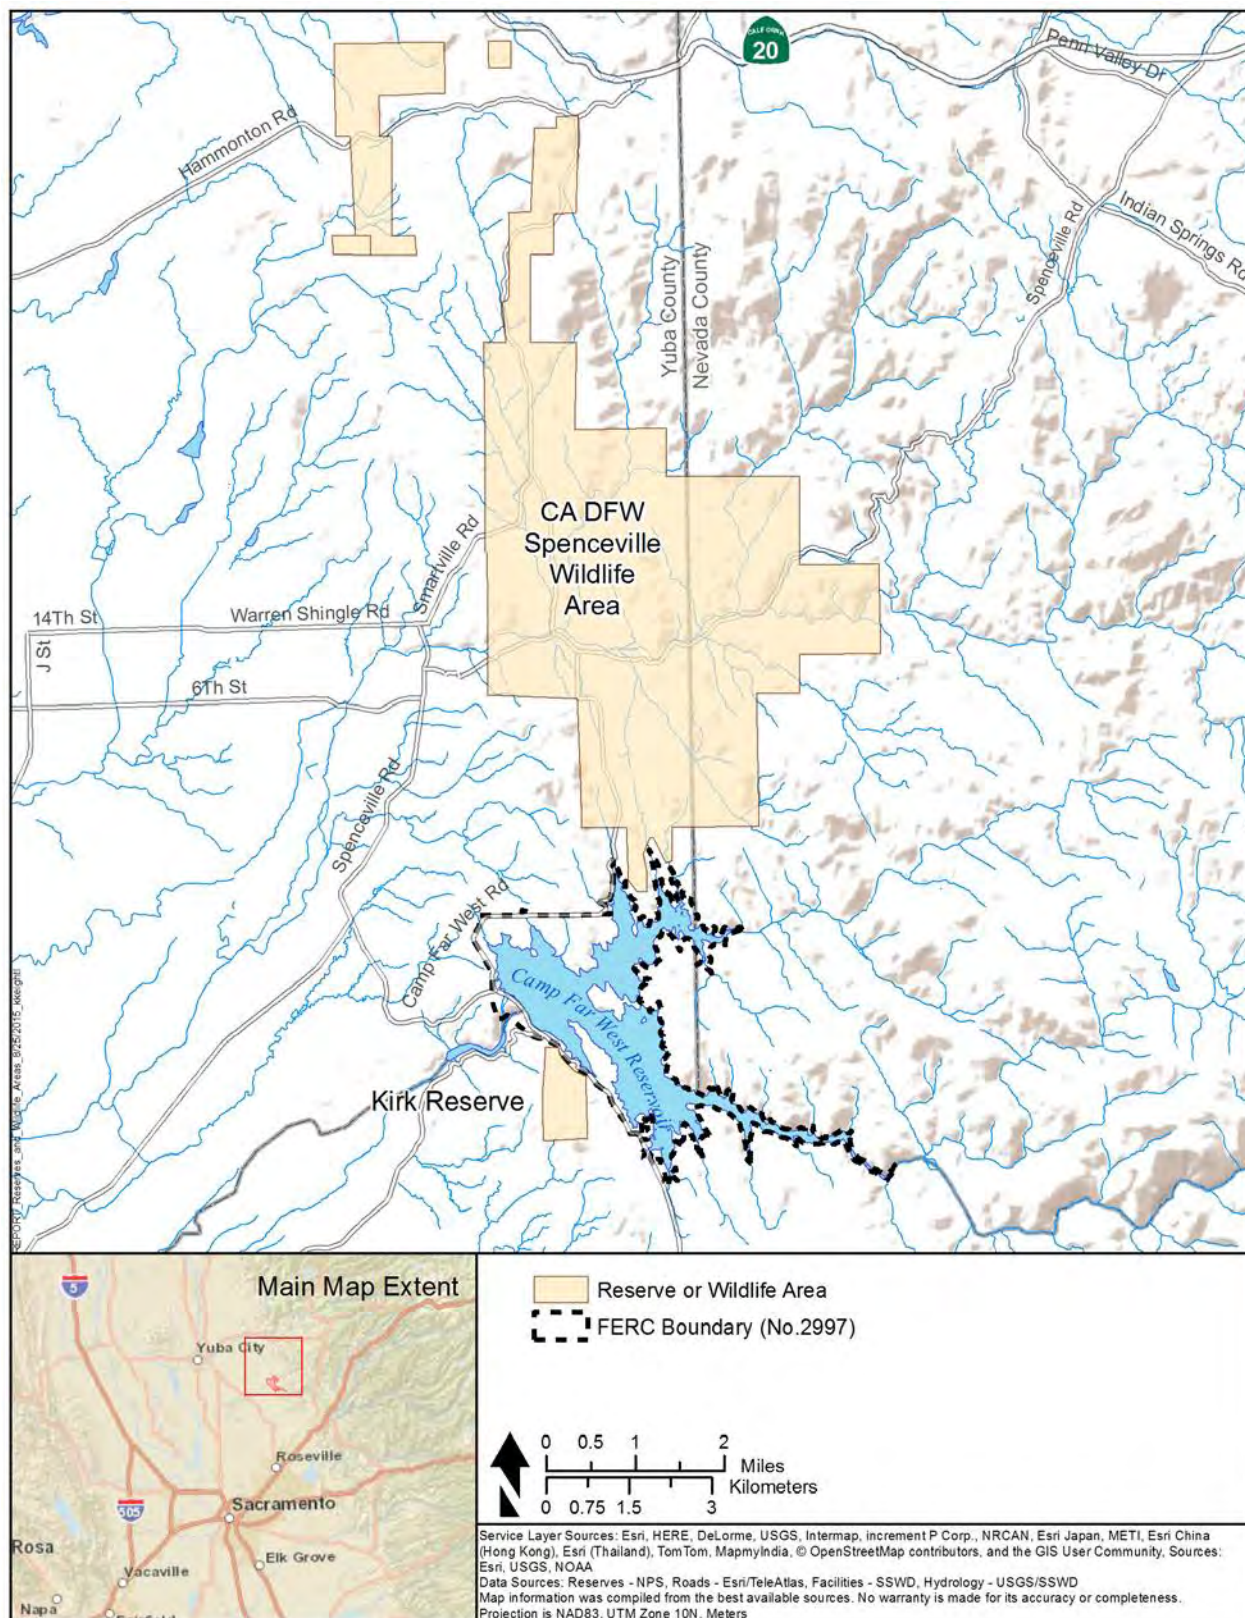 CALIFORNIA
20
Penn Valley Dr
Hammonton Rd
Indian Springs Rd
Spenceville Rd
Yuba County
Nevada County
CA DFW
Spenceville
Wildlife
Area
Smartville Rd
14Th St
Warren Shingle Rd
J St
6Th St
Spenceville Rd
Camp Far West Rd
Camp Far West Reservoir
Kirk Reserve
Reserves_and_Wildlife_Areas_8/25/2015_kkeightl
Main Map Extent
5
Yuba City
Roseville
Sacramento
505
Rosa
Elk Grove
Vacaville
Napa
Fairfield
Reserve or Wildlife Area
FERC Boundary (No.2997)
N
0 0.5 1 2
Miles
Kilometers
0 0.75 1.5 3
Service Layer Sources: Esri, HERE, DeLorme, USGS, Intermap, increment P Corp., NRCAN, Esri Japan, METI, Esri China
(Hong Kong), Esri (Thailand), TomTom, MapmyIndia, © OpenStreetMap contributors, and the GIS User Community, Sources:
Esri, USGS, NOAA
Data Sources: Reserves - NPS, Roads - Esri/TeleAtlas, Facilities - SSWD, Hydrology - USGS/SSWD
Map information was compiled from the best available sources. No warranty is made for its accuracy or completeness.
Projection is NAD83, UTM Zone 10N, Meters